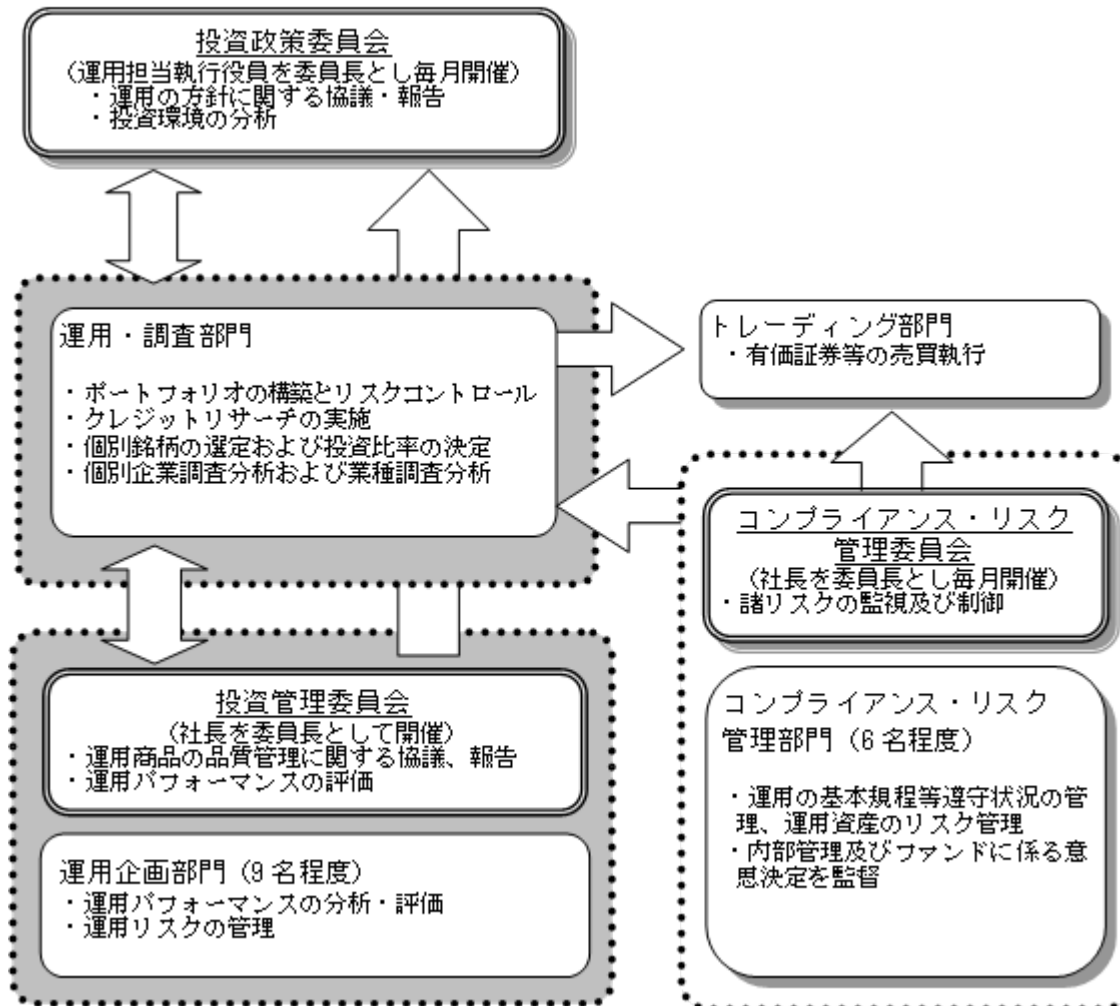 投資政策委員会
（運用担当執行役員を委員長とし毎月開催）
・運用の方針に関する協議・報告
・投資環境の分析
運用・調査部門
・ポートフォリオの構築とリスクコントロール
・クレジットリサーチの実施
・個別銘柄の選定および投資比率の決定
・個別企業調査分析および業種調査分析
トレーディング部門
・有価証券等の売買執行
コンプライアンス・リスク
管理委員会
（社長を委員長とし毎月開催）
・諸リスクの監視及び制御
投資管理委員会
（社長を委員長として開催）
・運用商品の品質管理に関する協議、報告
・運用パフォーマンスの評価
運用企画部門（9名程度）
・運用パフォーマンスの分析・評価
・運用リスクの管理
コンプライアンス・リスク
管理部門（6名程度）
・運用の基本規程等遵守状況の管
理、運用資産のリスク管理
・内部管理及びファンドに係る意
思決定を監督